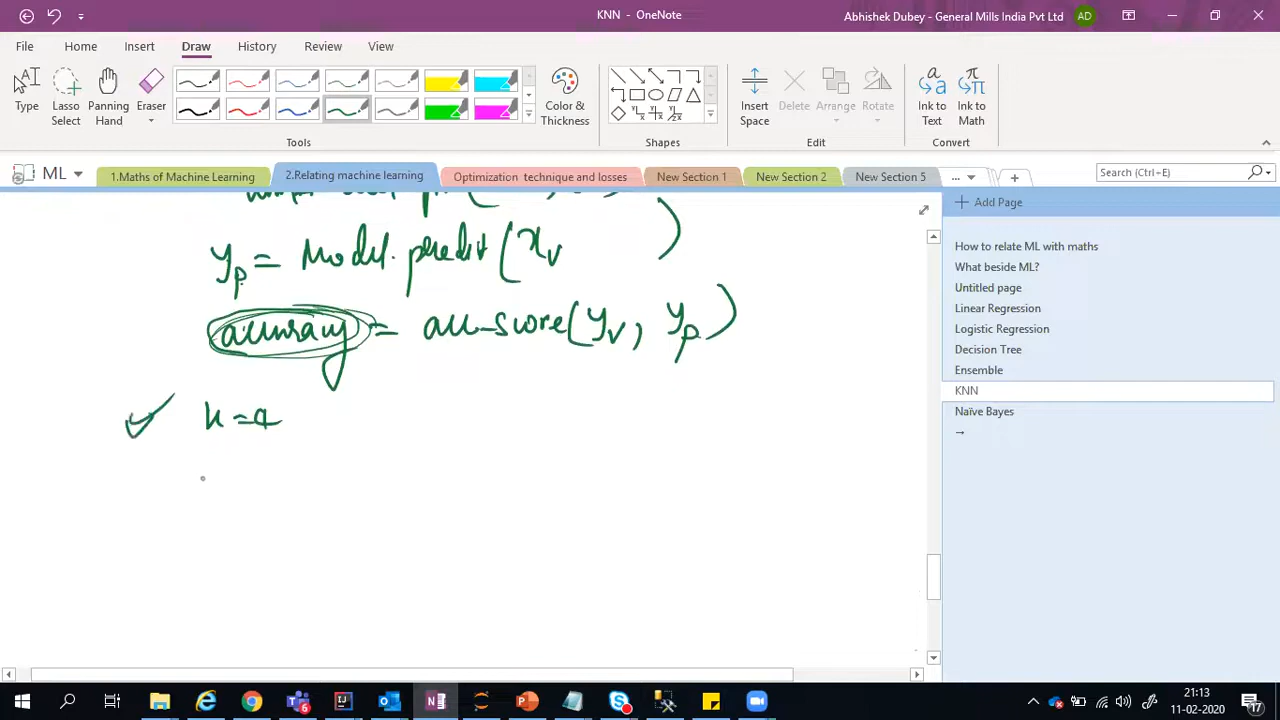 KNN - OneNote
Abhishek Dubey - General Mills India Pvt Ltd AD
File Home Insert Draw History Review View
Type Lasso Select Panning Hand Eraser Color & Thickness Insert Space Delete Arrange Rotate Ink to Text Ink to Math
Tools Shapes Edit Convert
ML 1.Maths of Machine Learning 2.Relating machine learning Optimization technique and losses New Section 1 New Section 2 New Section 5 ... Search (Ctrl+E)
Add Page
How to relate ML with maths
What beside ML?
Untitled page
Linear Regression
Logistic Regression
Decision Tree
Ensemble
KNN
Naïve Bayes
→
yp = Model.predict(xv )
accuracy = acc-score(yv, yp)
k=4
21:13
11-02-2020
17